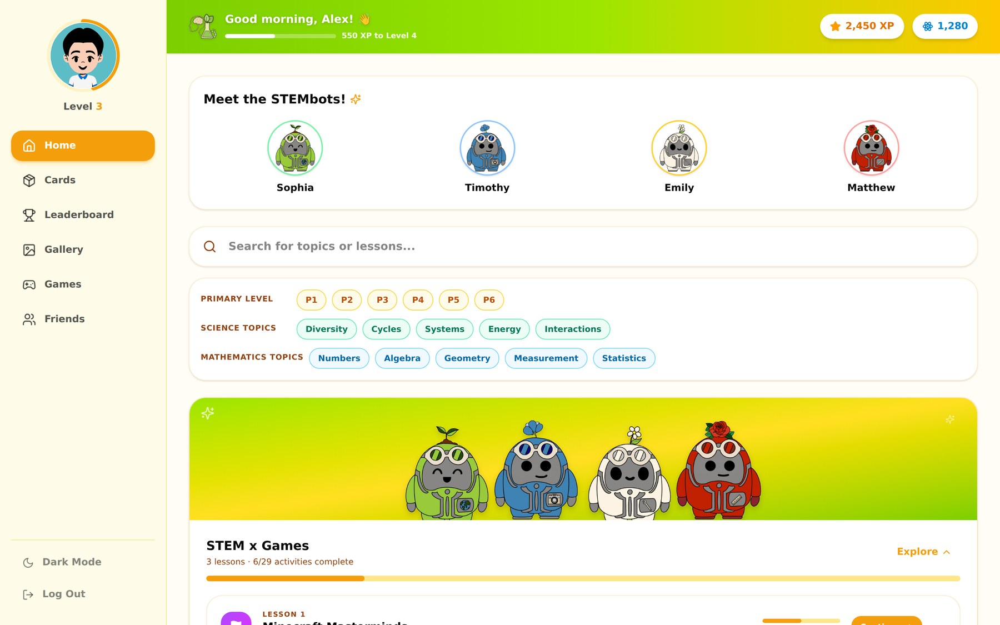 Good morning, Alex! 👋
550 XP to Level 4
2,450 XP
1,280
Level 3
Home
Cards
Leaderboard
Gallery
Games
Friends
Dark Mode
Log Out
Meet the STEMbots!
Sophia
Timothy
Emily
Matthew
Search for topics or lessons...
PRIMARY LEVEL P1 P2 P3 P4 P5 P6
SCIENCE TOPICS Diversity Cycles Systems Energy Interactions
MATHEMATICS TOPICS Numbers Algebra Geometry Measurement Statistics
STEM x Games
3 lessons · 6/29 activities complete
Explore
LESSON 1
Minecraft Masterminds